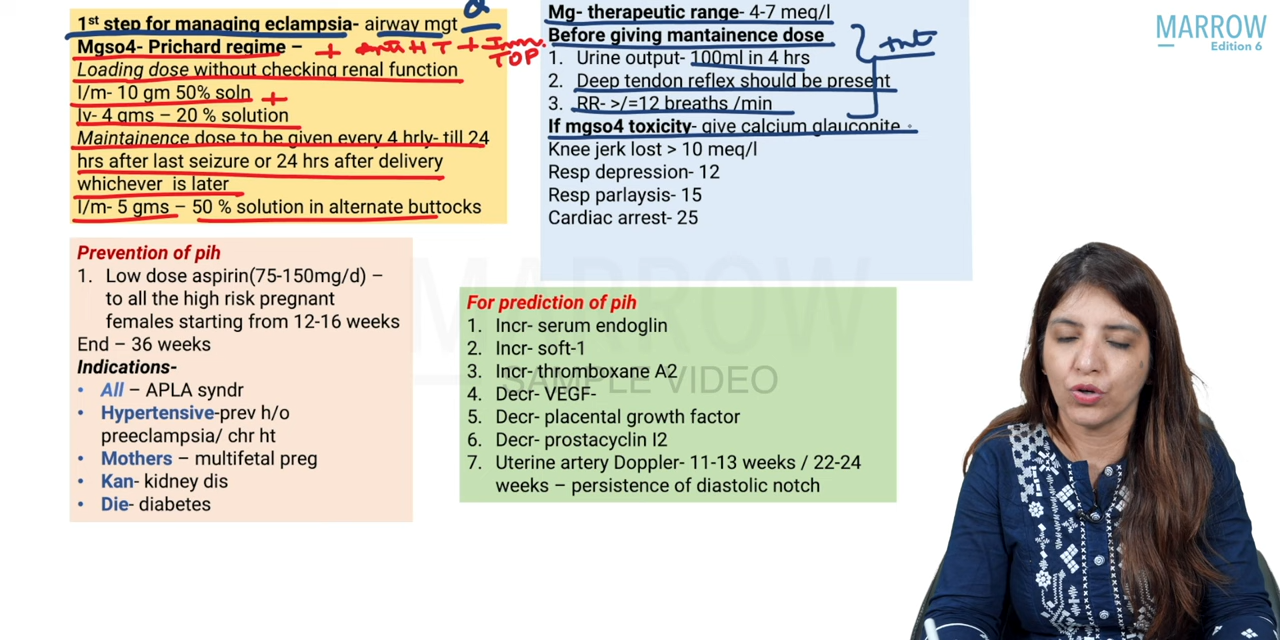 1st step for managing eclampsia- airway mgt
Mgso4- Prichard regime – + Anti HT + Imm. TOP
Loading dose without checking renal function
I/m- 10 gm 50% soln +
Iv- 4 gms – 20 % solution
Maintainence dose to be given every 4 hrly- till 24
hrs after last seizure or 24 hrs after delivery
whichever is later
I/m- 5 gms – 50 % solution in alternate buttocks
Mg- therapeutic range- 4-7 meq/l
Before giving mantainence dose
1. Urine output- 100ml in 4 hrs
2. Deep tendon reflex should be present
3. RR- >/=12 breaths /min
If mgso4 toxicity- give calcium glauconite
Knee jerk lost > 10 meq/l
Resp depression- 12
Resp parlaysis- 15
Cardiac arrest- 25
MARROW
Edition 6
Prevention of pih
1. Low dose aspirin(75-150mg/d) –
to all the high risk pregnant
females starting from 12-16 weeks
End – 36 weeks
Indications-
• All – APLA syndr
• Hypertensive-prev h/o
preeclampsia/ chr ht
• Mothers – multifetal preg
• Kan- kidney dis
• Die- diabetes
For prediction of pih
1. Incr- serum endoglin
2. Incr- soft-1
3. Incr- thromboxane A2
4. Decr- VEGF-
5. Decr- placental growth factor
6. Decr- prostacyclin I2
7. Uterine artery Doppler- 11-13 weeks / 22-24
weeks – persistence of diastolic notch
MARROW
SAMPLE VIDEO